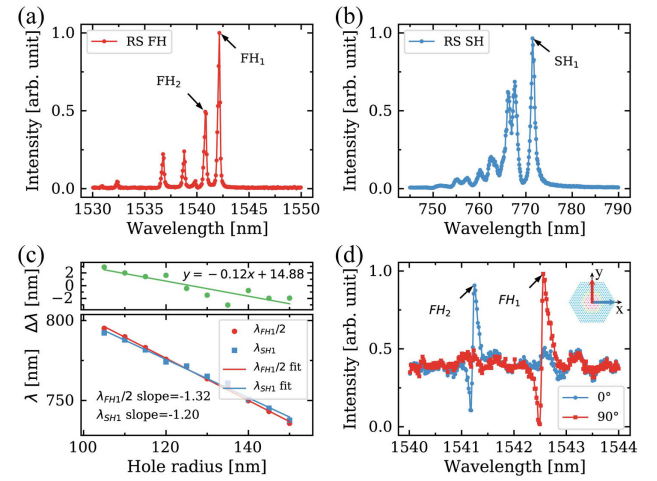 (a)
RS FH
FH₁
FH₂
Intensity [arb. unit]
1.0
0.5
0.0
1530
1535
1540
1545
1550
Wavelength [nm]
(b)
RS SH
SH₁
Intensity [arb. unit]
1.0
0.5
0.0
750
760
770
780
790
Wavelength [nm]
(c)
y = −0.12x + 14.88
Δλ [nm]
2
0
−2
λ [nm]
800
750
λFH1/2
λSH1
λFH1/2 fit
λSH1 fit
λFH1/2 slope=-1.32
λSH1 slope=-1.20
100
120
140
Hole radius [nm]
(d)
FH₂
FH₁
y
x
Intensity [arb. unit]
1.0
0.5
0.0
0°
90°
1540
1541
1542
1543
1544
Wavelength [nm]